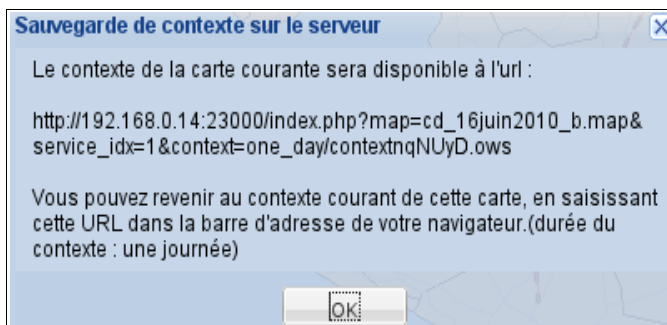 Sauvegarde de contexte sur le serveur
Le contexte de la carte courante sera disponible à l'url :
http://192.168.0.14:23000/index.php?map=cd_16juin2010_b.map&
service_idx=1&context=one_day/contextnqNUyD.ows
Vous pouvez revenir au contexte courant de cette carte, en saisissant
cette URL dans la barre d'adresse de votre navigateur.(durée du
contexte : une journée)
OK